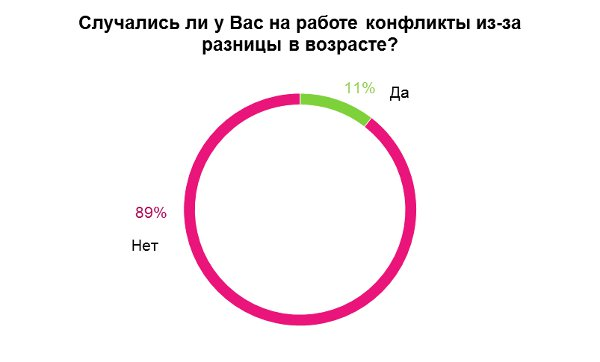 Случались ли у Вас на работе конфликты из-за
разницы в возрасте?
11%
Да
89%
Нет